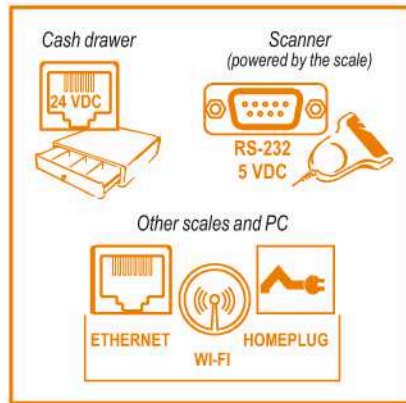 Cash drawer
24 VDC
Scanner
(powered by the scale)
RS-232
5 VDC
Other scales and PC
ETHERNET
WI-FI
HOMEPLUG